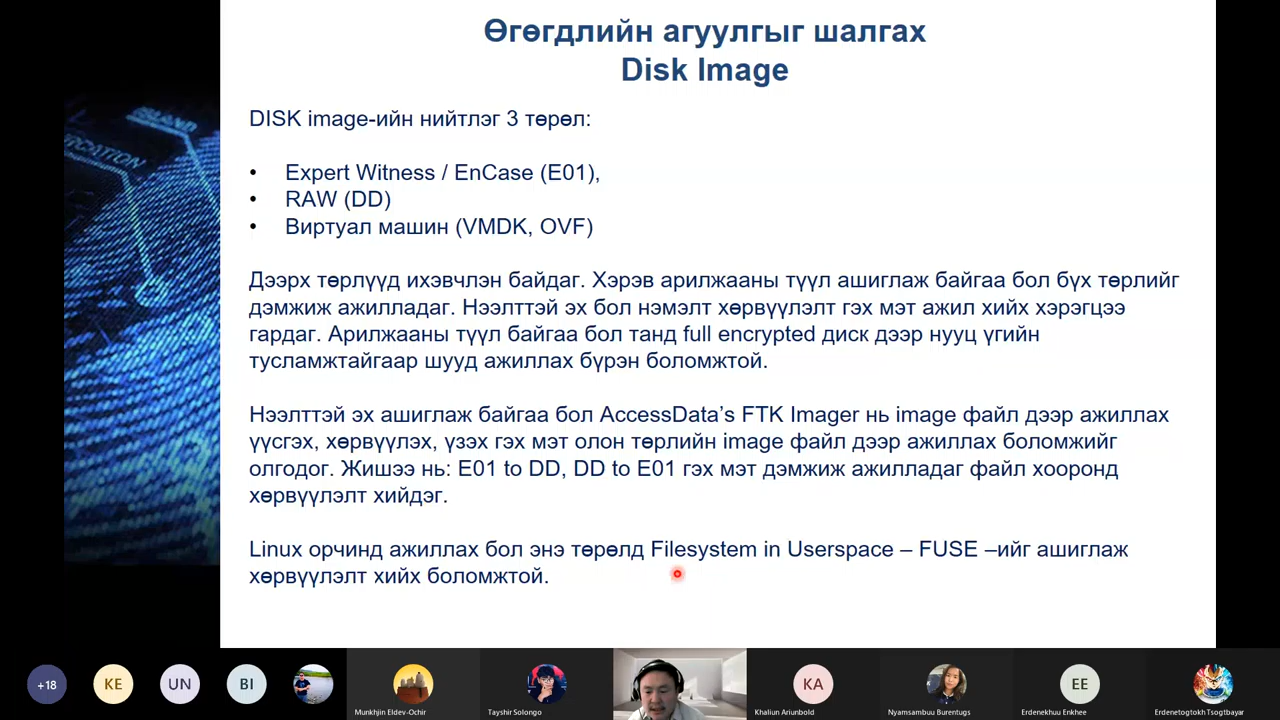 Өгөгдлийн агуулгыг шалгах
Disk Image
DISK image-ийн нийтлэг 3 төрөл:
• Expert Witness / EnCase (E01),
• RAW (DD)
• Виртуал машин (VMDK, OVF)
Дээрх төрлүүд ихэвчлэн байдаг. Хэрэв арилжааны түүл ашиглаж байгаа бол бүх төрлийг
дэмжиж ажилладаг. Нээлттэй эх бол нэмэлт хөрвүүлэлт гэх мэт ажил хийх хэрэгцээ
гардаг. Арилжааны түүл байгаа бол танд full encrypted диск дээр нууц үгийн
тусламжтайгаар шууд ажиллах бүрэн боломжтой.
Нээлттэй эх ашиглаж байгаа бол AccessData’s FTK Imager нь image файл дээр ажиллах
үүсгэх, хөрвүүлэх, үзэх гэх мэт олон төрлийн image файл дээр ажиллах боломжийг
олгодог. Жишээ нь: E01 to DD, DD to E01 гэх мэт дэмжиж ажилладаг файл хооронд
хөрвүүлэлт хийдэг.
Linux орчинд ажиллах бол энэ төрөлд Filesystem in Userspace – FUSE –ийг ашиглаж
хөрвүүлэлт хийх боломжтой.
ISLAND
+18
KE
UN
BI
Munkhjin Eldev-Ochir
Tayshir Solongo
KA
Khaliun Ariunbold
Nyamsambuu Burentugs
EE
Erdenekhuu Enkhee
Erdenetogtokh Tsogtbayar